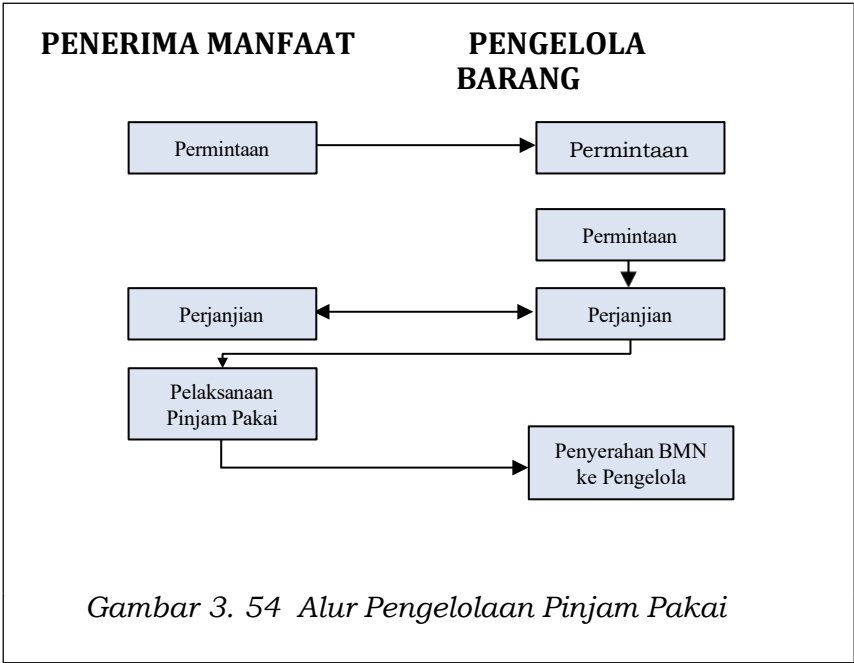 PENERIMA MANFAAT PENGELOLA
BARANG
Permintaan
Permintaan
Permintaan
Perjanjian
Perjanjian
Pelaksanaan
Pinjam Pakai
Penyerahan BMN
ke Pengelola
Gambar 3. 54 Alur Pengelolaan Pinjam Pakai